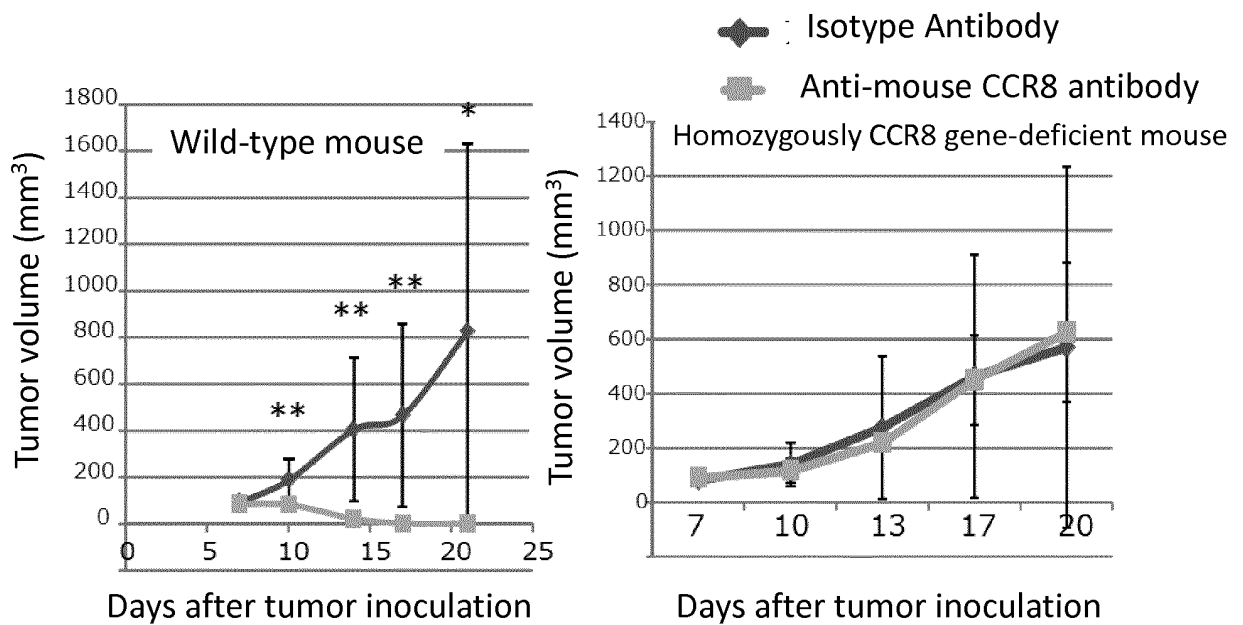 Isotype Antibody
Anti-mouse CCR8 antibody
Wild-type mouse
Tumor volume (mm³)
1800
1600
1400
1200
1000
800
600
400
200
0
*
**
**
**
0 5 10 15 20 25
Days after tumor inoculation
Homozygously CCR8 gene-deficient mouse
Tumor volume (mm³)
1400
1200
1000
800
600
400
200
0
7 10 13 17 20
Days after tumor inoculation